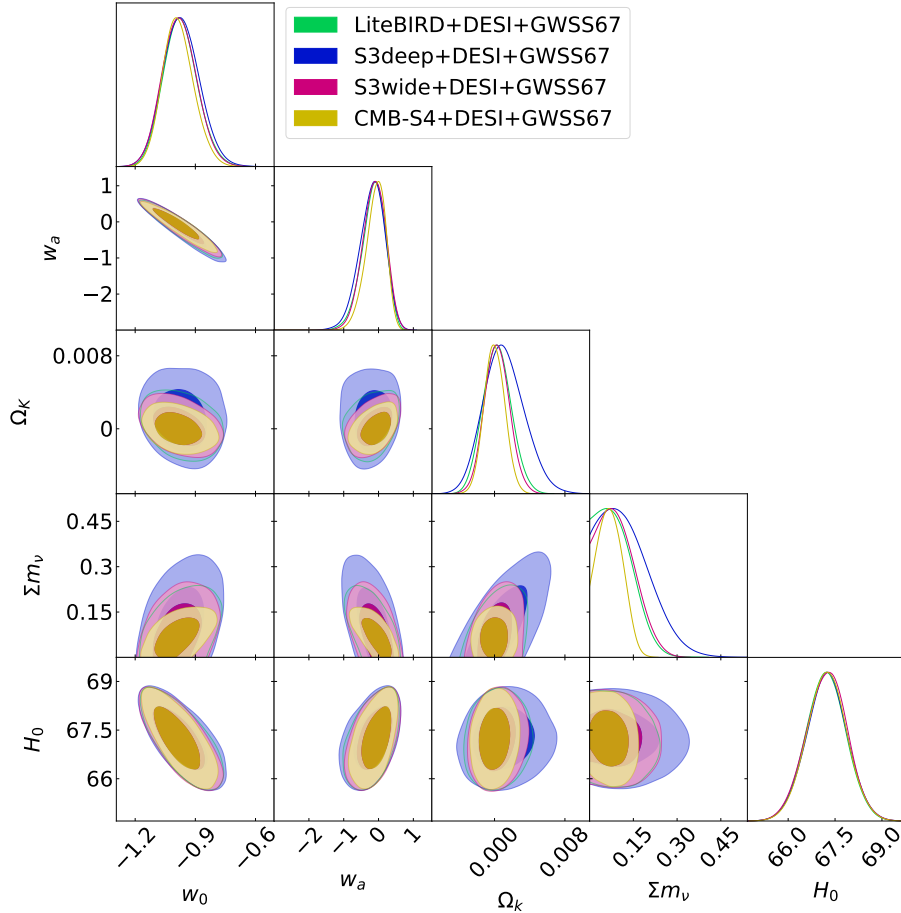 LiteBIRD+DESI+GWSS67
S3deep+DESI+GWSS67
S3wide+DESI+GWSS67
CMB-S4+DESI+GWSS67
1
0
−1
−2
w_a
0.008
0
Ω_K
0.45
0.3
0.15
Σm_ν
69
67.5
66
H_0
−1.2 −0.9 −0.6
−2 −1 0 1
0.000 0.008
0.15 0.30 0.45
66.0 67.5 69.0
w_0 w_a Ω_k Σm_ν H_0